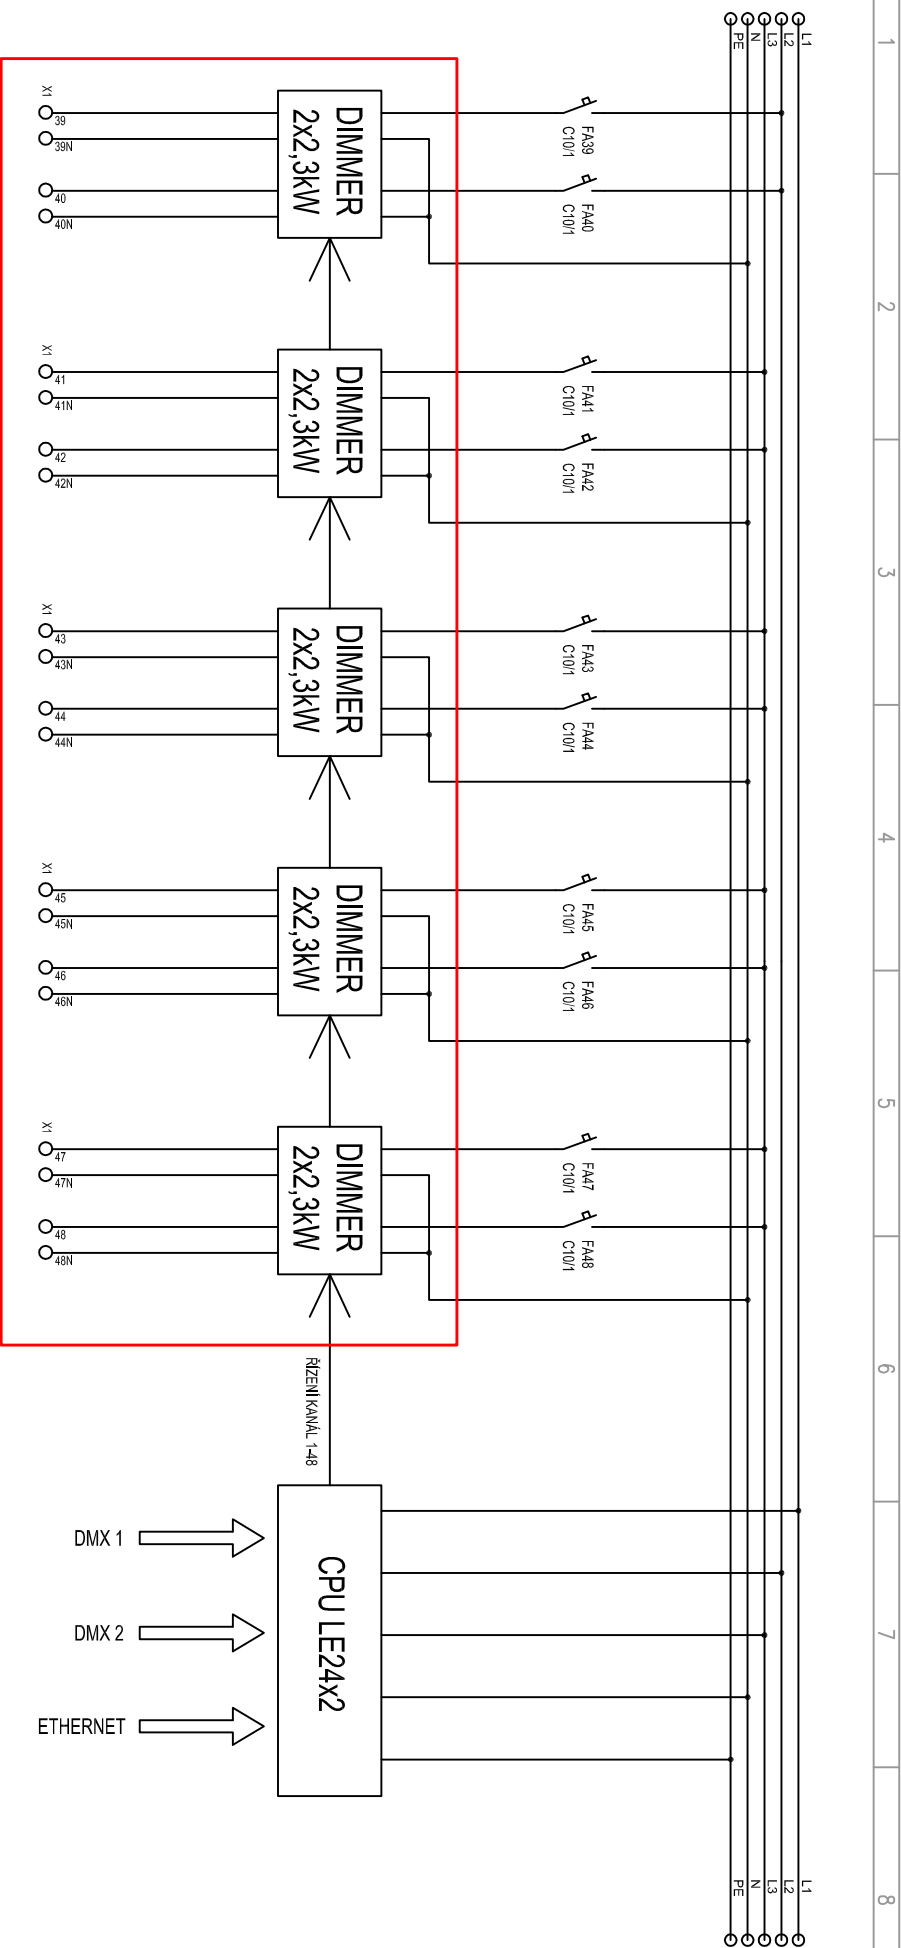 1
2
3
4
5
6
7
8
L1
L2
L3
N
PE
L1
L2
L3
N
PE
FA39
C10/1
FA40
C10/1
FA41
C10/1
FA42
C10/1
FA43
C10/1
FA44
C10/1
FA45
C10/1
FA46
C10/1
FA47
C10/1
FA48
C10/1
DIMMER
2x2,3kW
DIMMER
2x2,3kW
DIMMER
2x2,3kW
DIMMER
2x2,3kW
DIMMER
2x2,3kW
ŘÍZENÍ KANÁL 1-48
CPU LE24x2
X1
39
39N
40
40N
X1
41
41N
42
42N
X1
43
43N
44
44N
X1
45
45N
46
46N
X1
47
47N
48
48N
DMX 1
DMX 2
ETHERNET